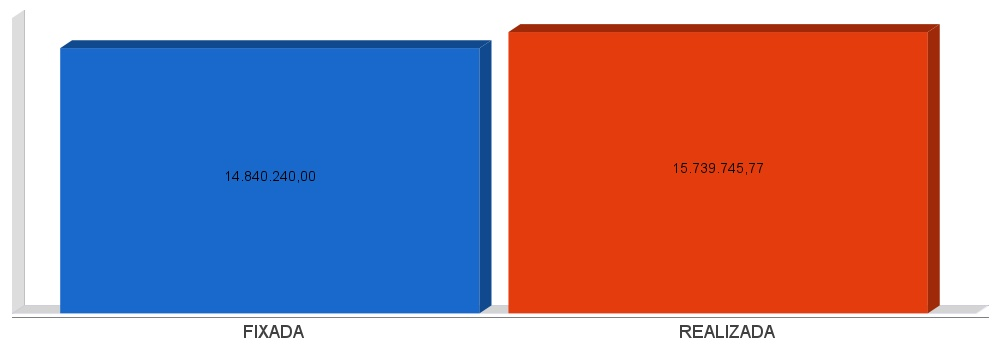 14.840.240,00
15.739.745,77
FIXADA
REALIZADA